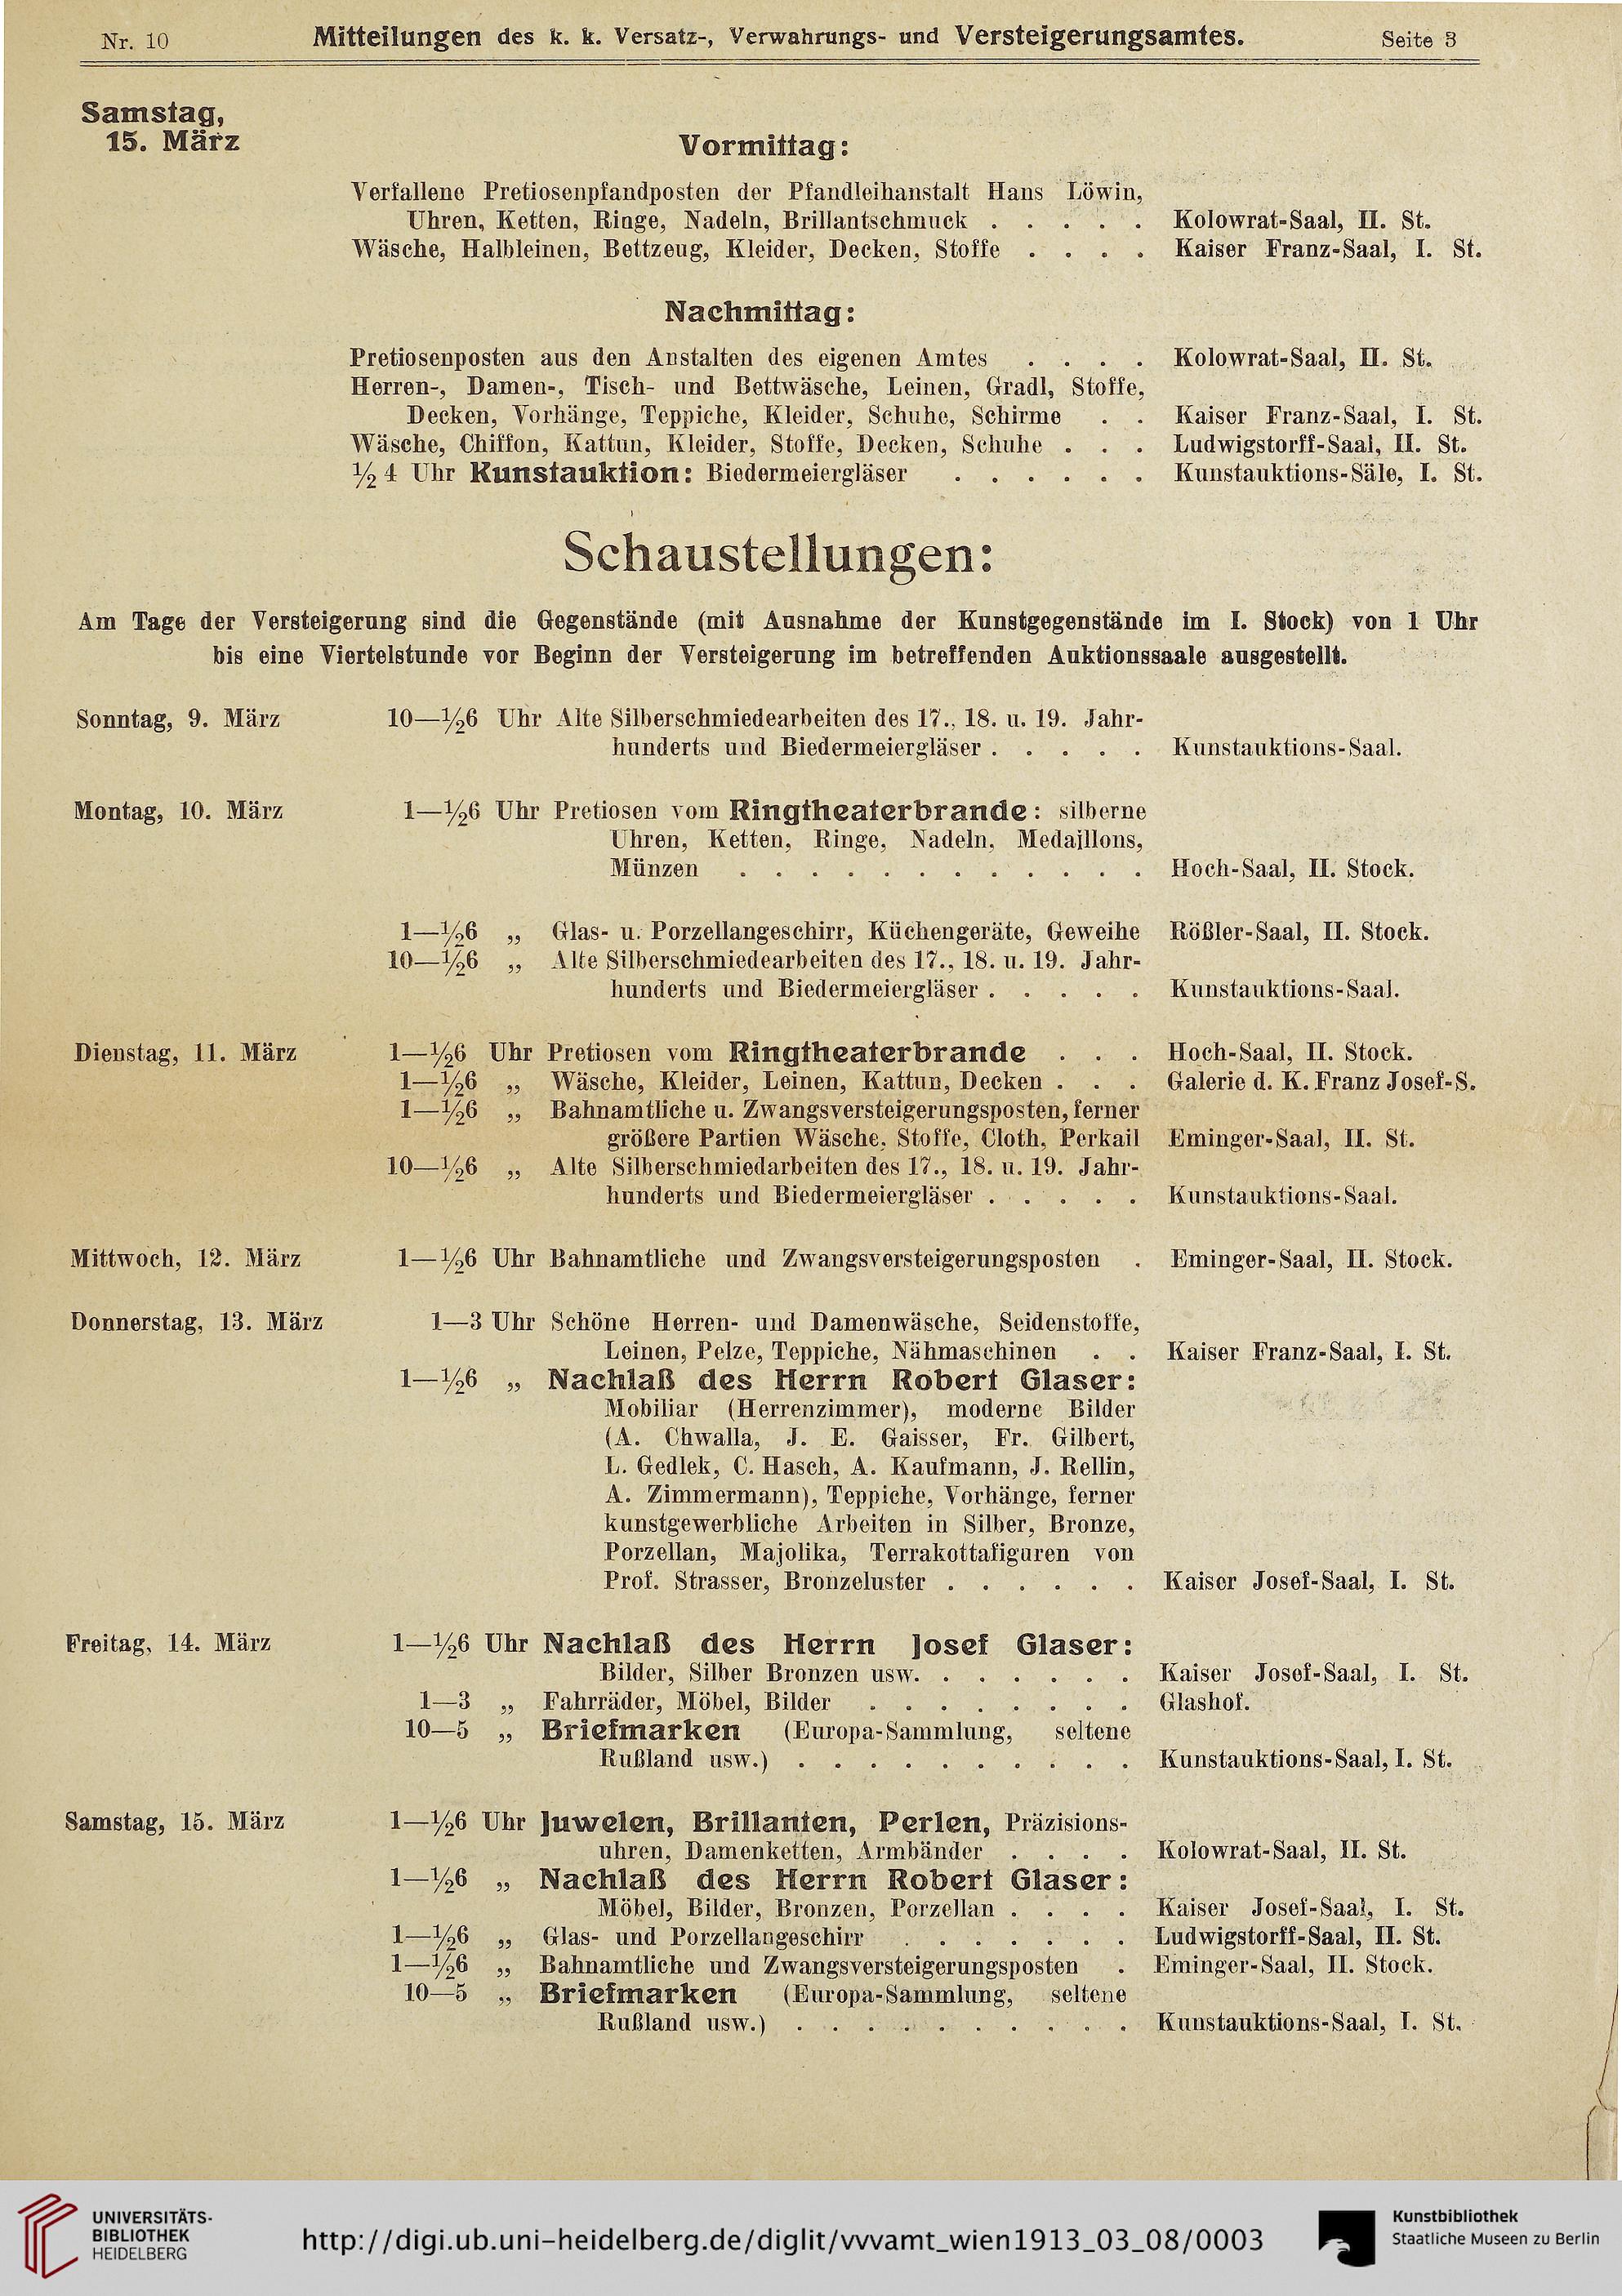 Nr. 10 Mitteilungen des k. k. Versatz-, Verwahrungs- und Versteigerungsamtes. Seite 3
Samstag,
15. März
Vormittag:
Verfallene Pretiosenpfandposten der Pfandleihanstalt Hans Löwin,
Uhren, Ketten, Ringe, Nadeln, Brillantschmuck . . . . . Kolowrat-Saal, II. St.
Wäsche, Halbleinen, Bettzeug, Kleider, Decken, Stoffe . . . . Kaiser Franz-Saal, I. St.
Nachmittag:
Pretiosenposten aus den Anstalten des eigenen Amtes . . . . Kolowrat-Saal, II. St.
Herren-, Damen-, Tisch- und Bettwäsche, Leinen, Gradl, Stoffe,
Decken, Vorhänge, Teppiche, Kleider, Schuhe, Schirme . . Kaiser Franz-Saal, I. St.
Wäsche, Chiffon, Kattun, Kleider, Stoffe, Decken, Schuhe . . . Ludwigstorff-Saal, II. St.
½ 4 Uhr Kunstauktion: Biedermeiergläser . . . . . . Kunstauktions-Säle, I. St.
Schaustellungen:
Am Tage der Versteigerung sind die Gegenstände (mit Ausnahme der Kunstgegenstände im I. Stock) von 1 Uhr
bis eine Viertelstunde vor Beginn der Versteigerung im betreffenden Auktionssaale ausgestellt.
Sonntag, 9. März 10—½6 Uhr Alte Silberschmiedearbeiten des 17., 18. u. 19. Jahr-
hunderts und Biedermeiergläser . . . . . Kunstauktions-Saal.
Montag, 10. März 1—½6 Uhr Pretiosen vom Ringtheaterbrande: silberne
Uhren, Ketten, Ringe, Nadeln, Medaillons,
Münzen . . . . . . . . . . . . Hoch-Saal, II. Stock.
1—½6 „ Glas- u. Porzellangeschirr, Küchengeräte, Geweihe Rößler-Saal, II. Stock.
10—½6 „ Alte Silberschmiedearbeiten des 17., 18. u. 19. Jahr-
hunderts und Biedermeiergläser . . . . . Kunstauktions-Saal.
Dienstag, 11. März 1—½6 Uhr Pretiosen vom Ringtheaterbrande . . . Hoch-Saal, II. Stock.
1—½6 „ Wäsche, Kleider, Leinen, Kattun, Decken . . . Galerie d. K. Franz Josef-S.
1—½6 „ Bahnamtliche u. Zwangsversteigerungsposten, ferner
größere Partien Wäsche, Stoffe, Cloth, Perkail Eminger-Saal, II. St.
10—½6 „ Alte Silberschmiedarbeiten des 17., 18. u. 19. Jahr-
hunderts und Biedermeiergläser . . . . . Kunstauktions-Saal.
Mittwoch, 12. März 1—½6 Uhr Bahnamtliche und Zwangsversteigerungsposten . Eminger-Saal, II. Stock.
Donnerstag, 13. März 1—3 Uhr Schöne Herren- und Damenwäsche, Seidenstoffe,
Leinen, Pelze, Teppiche, Nähmaschinen . . Kaiser Franz-Saal, I. St.
1—½6 „ Nachlaß des Herrn Robert Glaser:
Mobiliar (Herrenzimmer), moderne Bilder
(A. Chwalla, J. E. Gaisser, Fr. Gilbert,
L. Gedlek, C. Hasch, A. Kaufmann, J. Rellin,
A. Zimmermann), Teppiche, Vorhänge, ferner
kunstgewerbliche Arbeiten in Silber, Bronze,
Porzellan, Majolika, Terrakottafiguren von
Prof. Strasser, Bronzeluster . . . . . . Kaiser Josef-Saal, I. St.
Freitag, 14. März 1—½6 Uhr Nachlaß des Herrn Josef Glaser:
Bilder, Silber Bronzen usw. . . . . . . Kaiser Josef-Saal, I. St.
1—3 „ Fahrräder, Möbel, Bilder . . . . . . . . Glashof.
10—5 „ Briefmarken (Europa-Sammlung, seltene
Rußland usw.) . . . . . . . . . . Kunstauktions-Saal, I. St.
Samstag, 15. März 1—½6 Uhr Juwelen, Brillanten, Perlen, Präzisions-
uhren, Damenketten, Armbänder . . . . Kolowrat-Saal, II. St.
1—½6 „ Nachlaß des Herrn Robert Glaser:
Möbel, Bilder, Bronzen, Porzellan . . . . Kaiser Josef-Saal, I. St.
1—½6 „ Glas- und Porzellangeschirr . . . . . . . Ludwigstorff-Saal, II. St.
1—½6 „ Bahnamtliche und Zwangsversteigerungsposten . Eminger-Saal, II. Stock.
10—5 „ Briefmarken (Europa-Sammlung, seltene
Rußland usw.) . . . . . . . . . . Kunstauktions-Saal, I. St.
UNIVERSITÄTS-
BIBLIOTHEK
HEIDELBERG
http://digi.ub.uni-heidelberg.de/diglit/vvvamt_wien1913_03_08/0003
Kunstbibliothek
Staatliche Museen zu Berlin